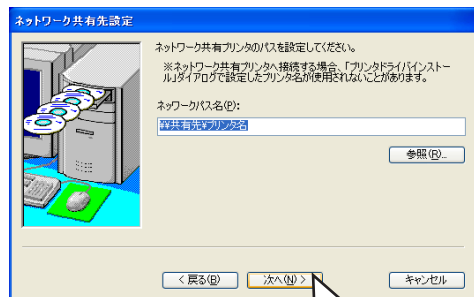 ネットワーク共有先設定
ネットワーク共有プリンタのパスを設定してください。
※ネットワーク共有プリンタへ接続する場合、「プリンタドライバインストー
ル」ダイアログで設定したプリンタ名が使用されないことがあります。
ネッワークパス名(P):
¥¥共有先¥プリンタ名
参照(R)...
< 戻る(B)
次へ(N) >
キャンセル